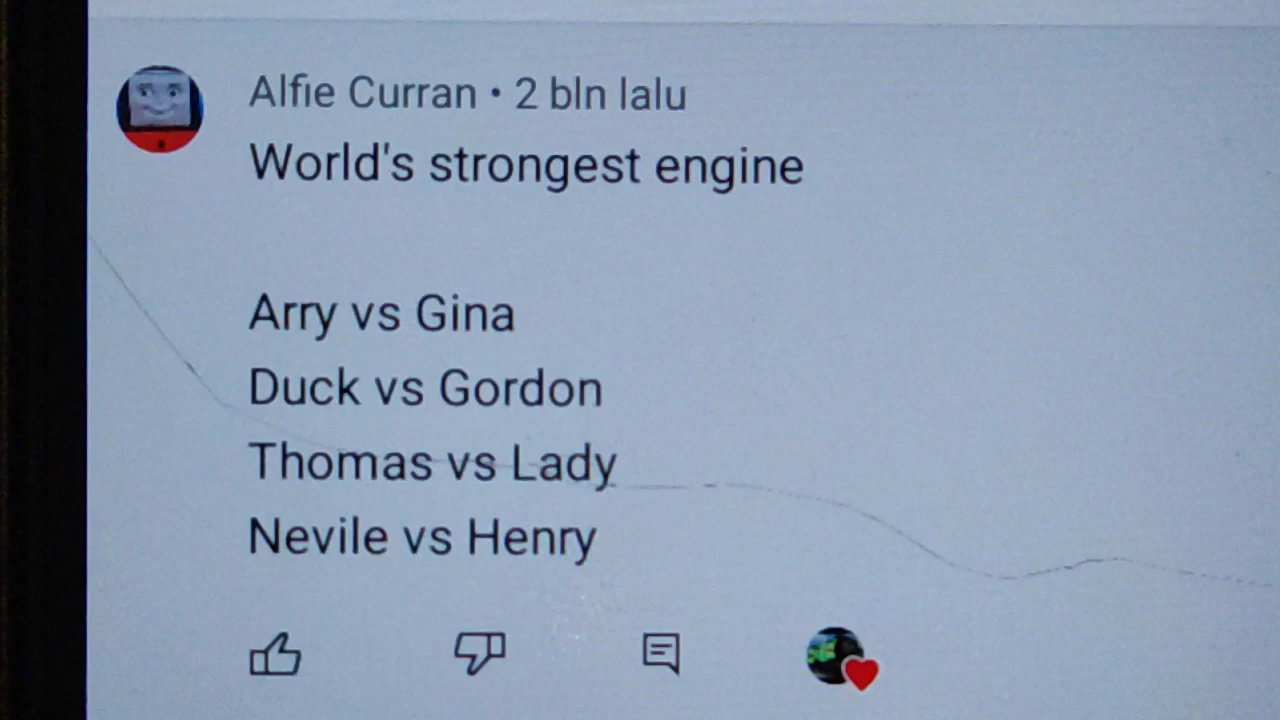 Alfie Curran • 2 bln lalu
World's strongest engine
Arry vs Gina
Duck vs Gordon
Thomas vs Lady
Nevile vs Henry